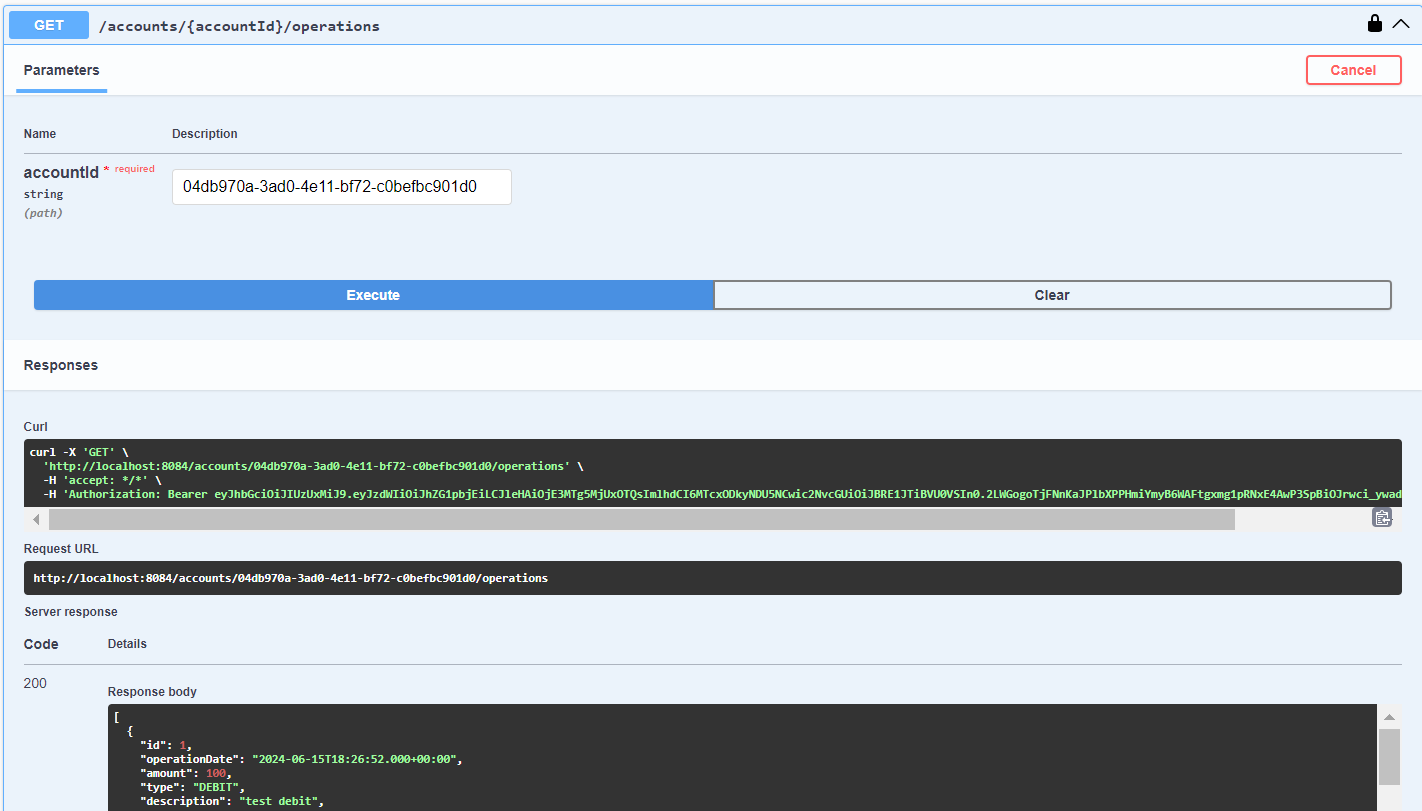 GET /accounts/{accountId}/operations
Parameters
Cancel
Name Description
accountId * required
string
(path)
04db970a-3ad0-4e11-bf72-c0befbc901d0
Execute Clear
Responses
Curl
curl -X 'GET' \
'http://localhost:8084/accounts/04db970a-3ad0-4e11-bf72-c0befbc901d0/operations' \
-H 'accept: */*' \
-H 'Authorization: Bearer
Request URL
http://localhost:8084/accounts/04db970a-3ad0-4e11-bf72-c0befbc901d0/operations
Server response
Code Details
200
Response body
[
{
"id": 1,
"operationDate": "2024-06-15T18:26:52.000+00:00",
"amount": 100,
"type": "DEBIT",
"description": "test debit",